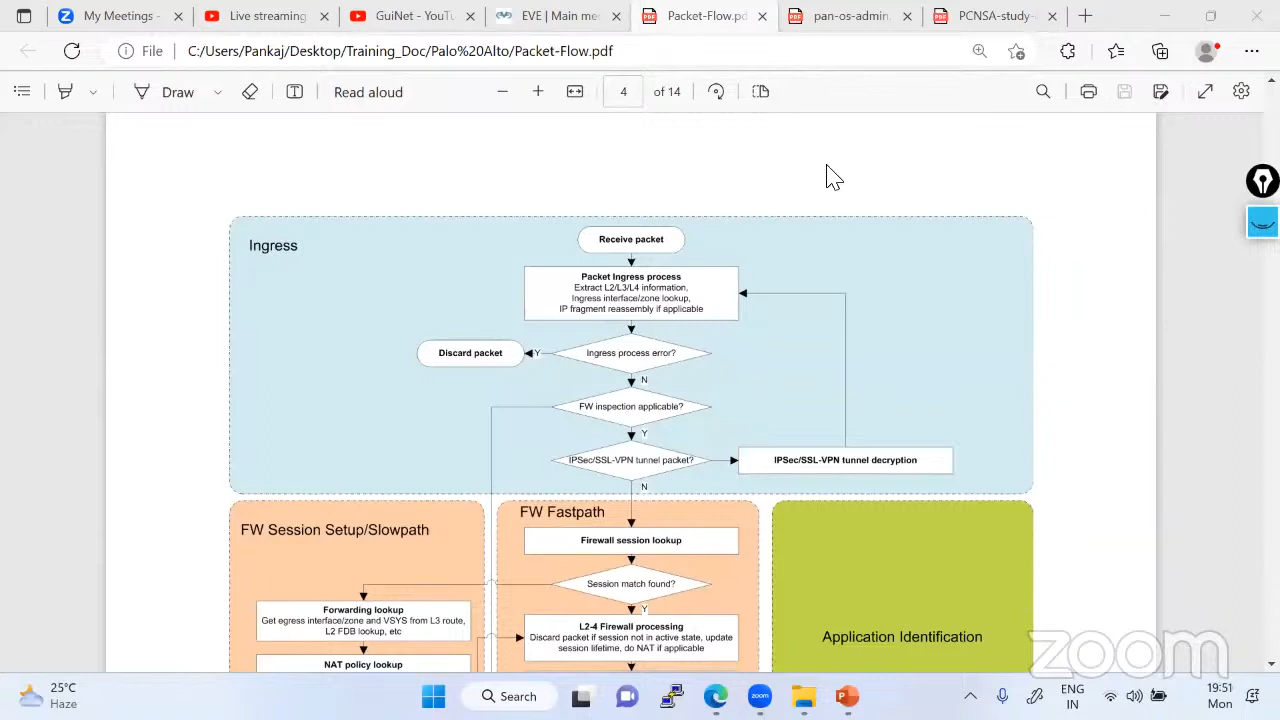 My Meetings -
Live streaming
GuiNet - YouT
EVE | Main me
Packet-Flow.pd
pan-os-admin.
PCNSA-study-
File
C:/Users/Pankaj/Desktop/Training_Doc/Palo%20Alto/Packet-Flow.pdf
Draw
Read aloud
4
of 14
Ingress
Receive packet
Packet Ingress process
Extract L2/L3/L4 information,
Ingress interface/zone lookup,
IP fragment reassembly if applicable
Discard packet
Y
Ingress process error?
N
FW inspection applicable?
Y
IPSec/SSL-VPN tunnel packet?
IPSec/SSL-VPN tunnel decryption
N
FW Session Setup/Slowpath
FW Fastpath
Firewall session lookup
Session match found?
Y
Forwarding lookup
Get egress interface/zone and VSYS from L3 route,
L2 FDB lookup, etc
NAT policy lookup
L2-4 Firewall processing
Discard packet if session not in active state, update
session lifetime, do NAT if applicable
Application Identification
zoom
25°C
Haze
Search
zoom
ENG
IN
19:51
Mon